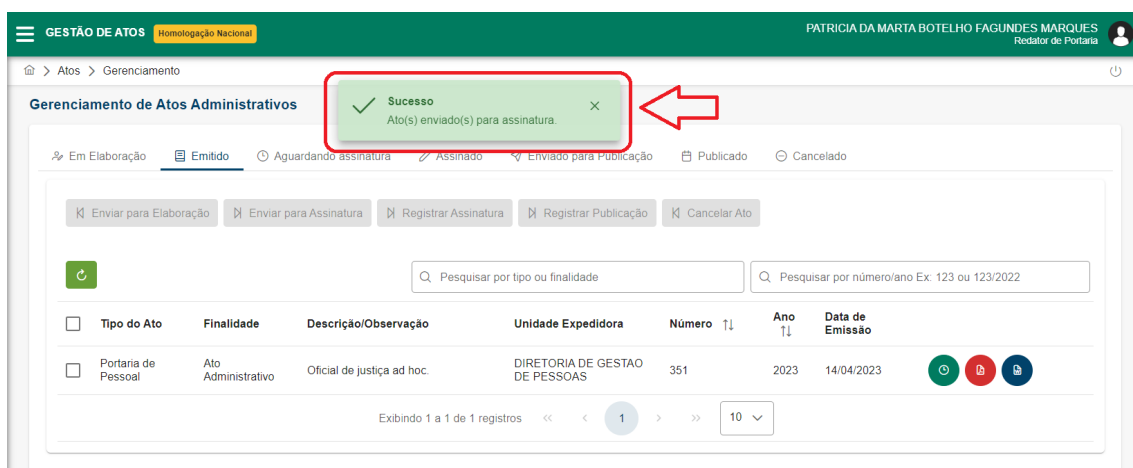 GESTÃO DE ATOS Homologação Nacional
PATRICIA DA MARTA BOTELHO FAGUNDES MARQUES
Redator de Portaria
Atos > Gerenciamento
Gerenciamento de Atos Administrativos
Sucesso
Ato(s) enviado(s) para assinatura.
Em Elaboração Emitido Aguardando assinatura Assinado Enviado para Publicação Publicado Cancelado
Enviar para Elaboração Enviar para Assinatura Registrar Assinatura Registrar Publicação Cancelar Ato
Pesquisar por tipo ou finalidade Pesquisar por número/ano Ex: 123 ou 123/2022
Tipo do Ato Finalidade Descrição/Observação Unidade Expedidora Número Ano Data de Emissão
Portaria de Pessoal Ato Administrativo Oficial de justiça ad hoc. DIRETORIA DE GESTAO DE PESSOAS 351 2023 14/04/2023
Exibindo 1 a 1 de 1 registros << < 1 > >> 10